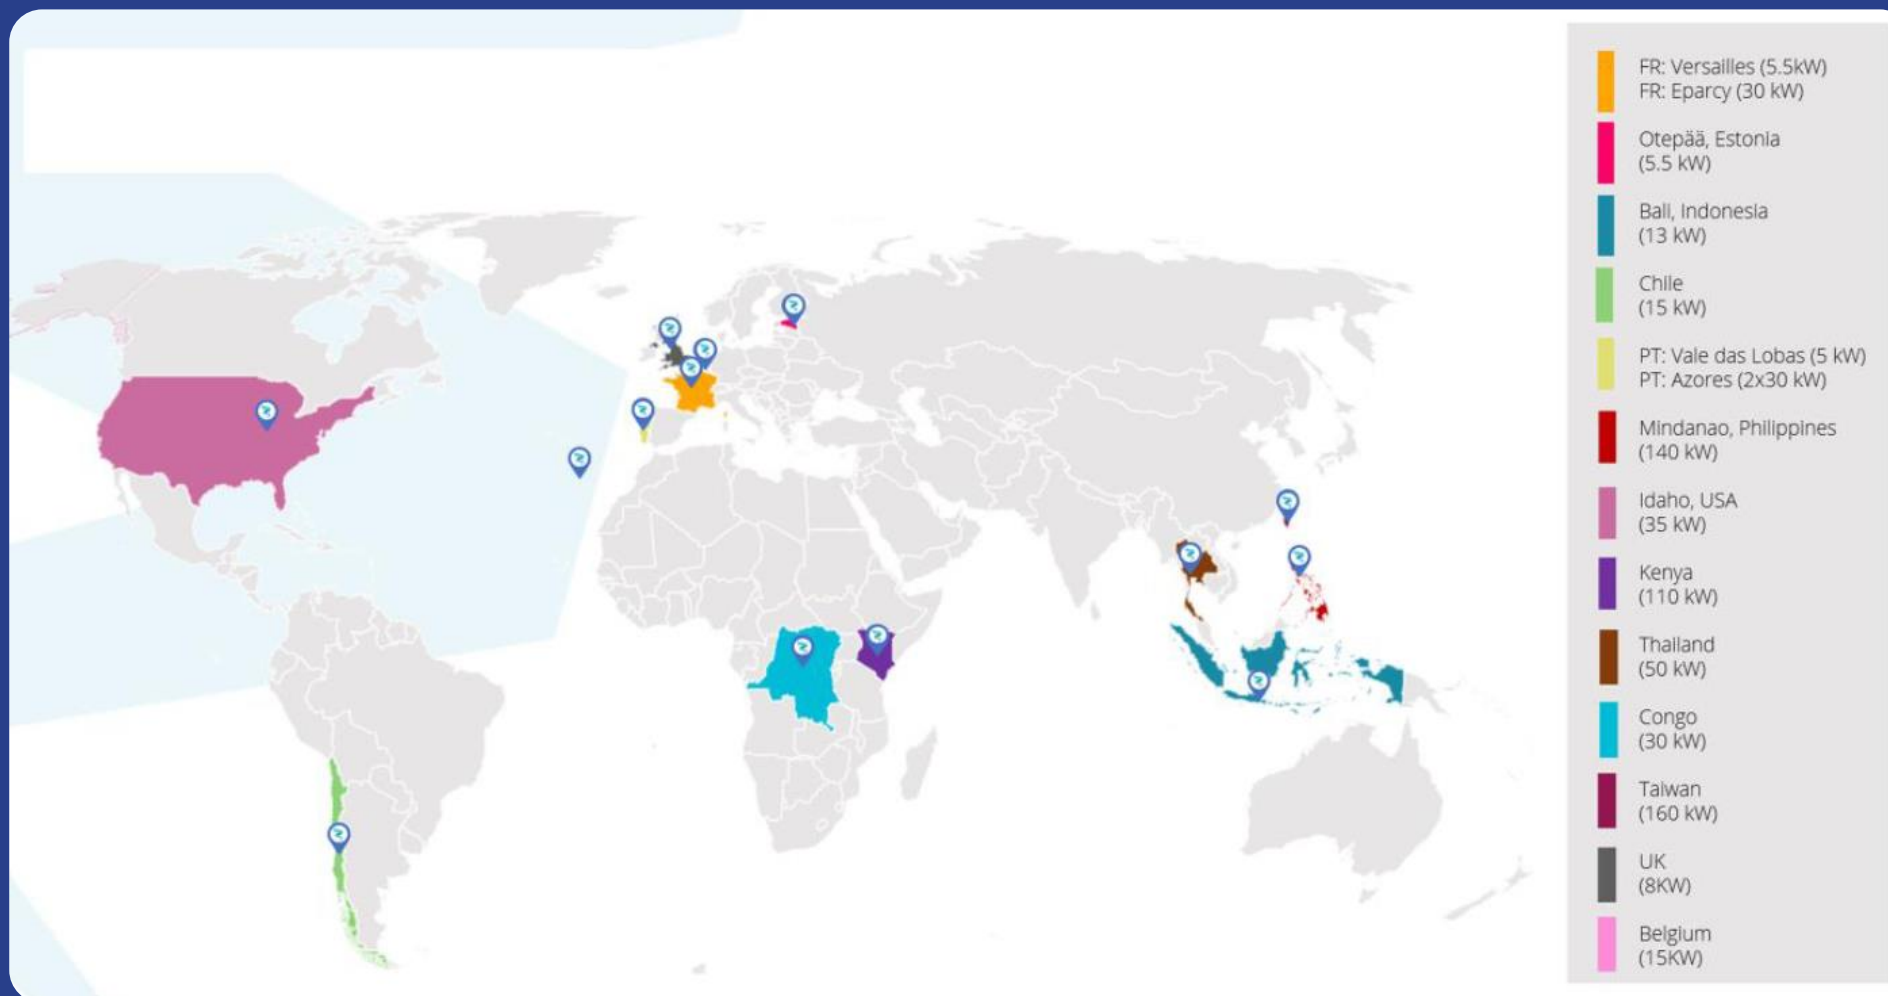 FR: Versailles (5.5kW)
FR: Eparcy (30 kW)
Otepää, Estonia
(5.5 kW)
Bali, Indonesia
(13 kW)
Chile
(15 kW)
PT: Vale das Lobas (5 kW)
PT: Azores (2x30 kW)
Mindanao, Philippines
(140 kW)
Idaho, USA
(35 kW)
Kenya
(110 kW)
Thailand
(50 kW)
Congo
(30 kW)
Taiwan
(160 kW)
UK
(8KW)
Belgium
(15KW)